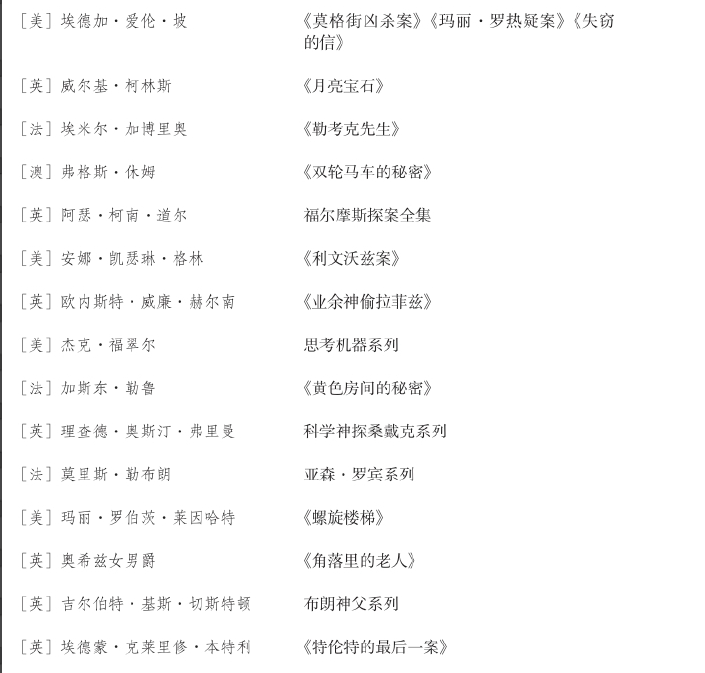 ［美］埃德加·爱伦·坡 《莫格街凶杀案》《玛丽·罗热疑案》《失窃
的信》
［英］威尔基·柯林斯 《月亮宝石》
［法］埃米尔·加博里奥 《勒考克先生》
［澳］弗格斯·休姆 《双轮马车的秘密》
［英］阿瑟·柯南·道尔 福尔摩斯探案全集
［美］安娜·凯瑟琳·格林 《利文沃兹案》
［英］欧内斯特·威廉·赫尔南 《业余神偷拉菲兹》
［美］杰克·福翠尔 思考机器系列
［法］加斯东·勒鲁 《黄色房间的秘密》
［英］理查德·奥斯汀·弗里曼 科学神探桑戴克系列
［法］莫里斯·勒布朗 亚森·罗宾系列
［美］玛丽·罗伯茨·莱因哈特 《螺旋楼梯》
［英］奥希兹女男爵 《角落里的老人》
［英］吉尔伯特·基斯·切斯特顿 布朗神父系列
［英］埃德蒙·克莱里修·本特利 《特伦特的最后一案》